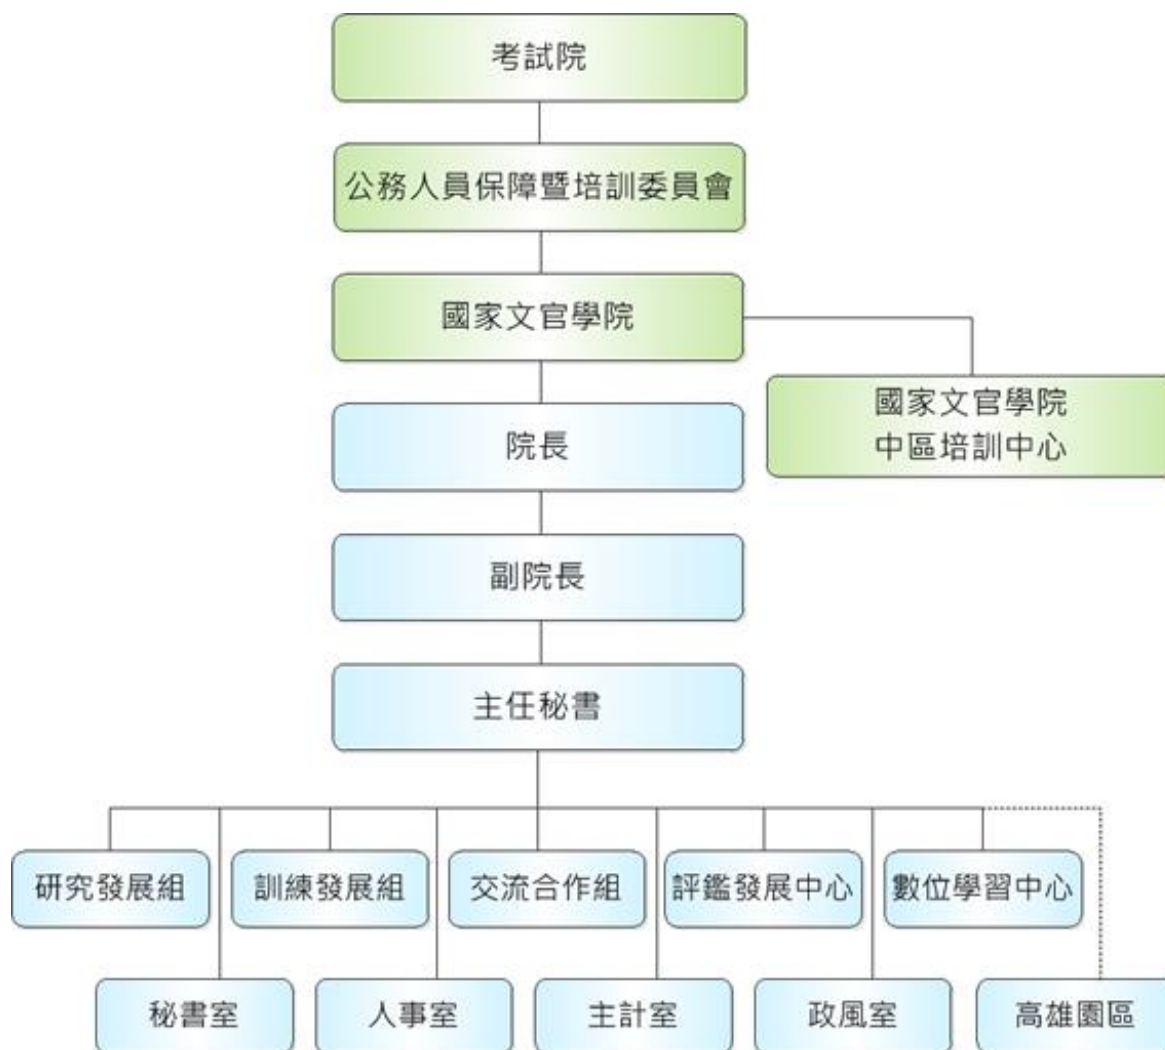 考試院
公務人員保障暨培訓委員會
國家文官學院
國家文官學院
中區培訓中心
院長
副院長
主任秘書
研究發展組
訓練發展組
交流合作組
評鑑發展中心
數位學習中心
秘書室
人事室
主計室
政風室
高雄園區